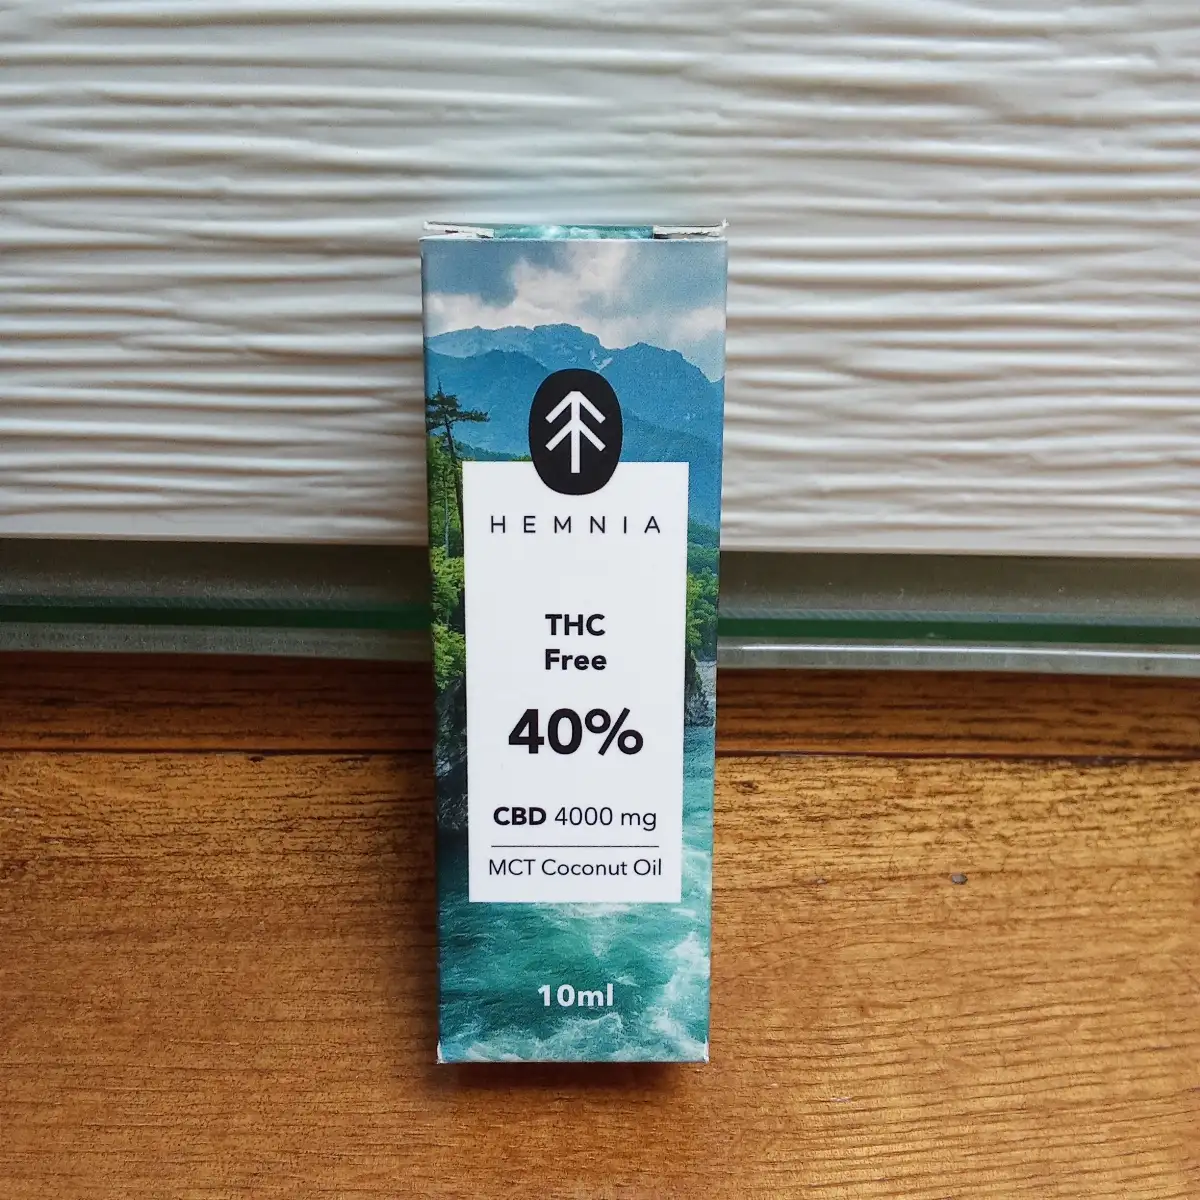 HEMNIA
THC
Free
40%
CBD 4000 mg
MCT Coconut Oil
10ml